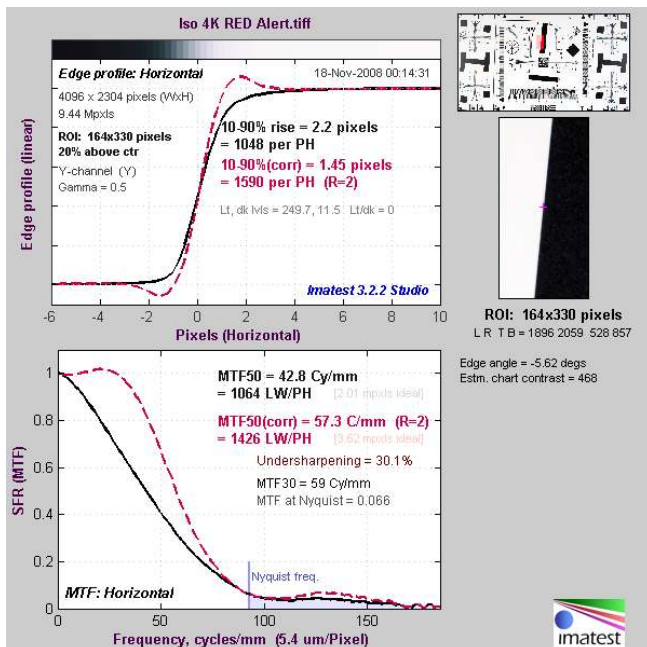 Iso 4K RED Alert.tiff
Edge profile: Horizontal
18-Nov-2008 00:14:31
4096 x 2304 pixels (WxH)
9.44 Mpxls
ROI: 164x330 pixels
20% above ctr
Y-channel (Y)
Gamma = 0.5
10-90% rise = 2.2 pixels
= 1048 per PH
10-90%(corr) = 1.45 pixels
= 1590 per PH (R=2)
Lt, dk lvls = 249.7, 11.5 Lt/dk = 0
Imatest 3.2.2 Studio
Edge profile (linear)
-6 -4 -2 0 2 4 6 8 10
Pixels (Horizontal)
ROI: 164x330 pixels
L R T B = 1896 2059 528 857
Edge angle = -5.62 degs
Estm. chart contrast = 468
MTF50 = 42.8 Cy/mm
= 1064 LW/PH [2.01 mpxls ideal]
MTF50(corr) = 57.3 C/mm (R=2)
= 1426 LW/PH [3.62 mpxls ideal]
Undersharpening = 30.1%
MTF30 = 59 Cy/mm
MTF at Nyquist = 0.066
Nyquist freq.
MTF: Horizontal
SFR (MTF)
1
0.8
0.6
0.4
0.2
0
0 50 100 150
Frequency, cycles/mm (5.4 um/Pixel)
imatest